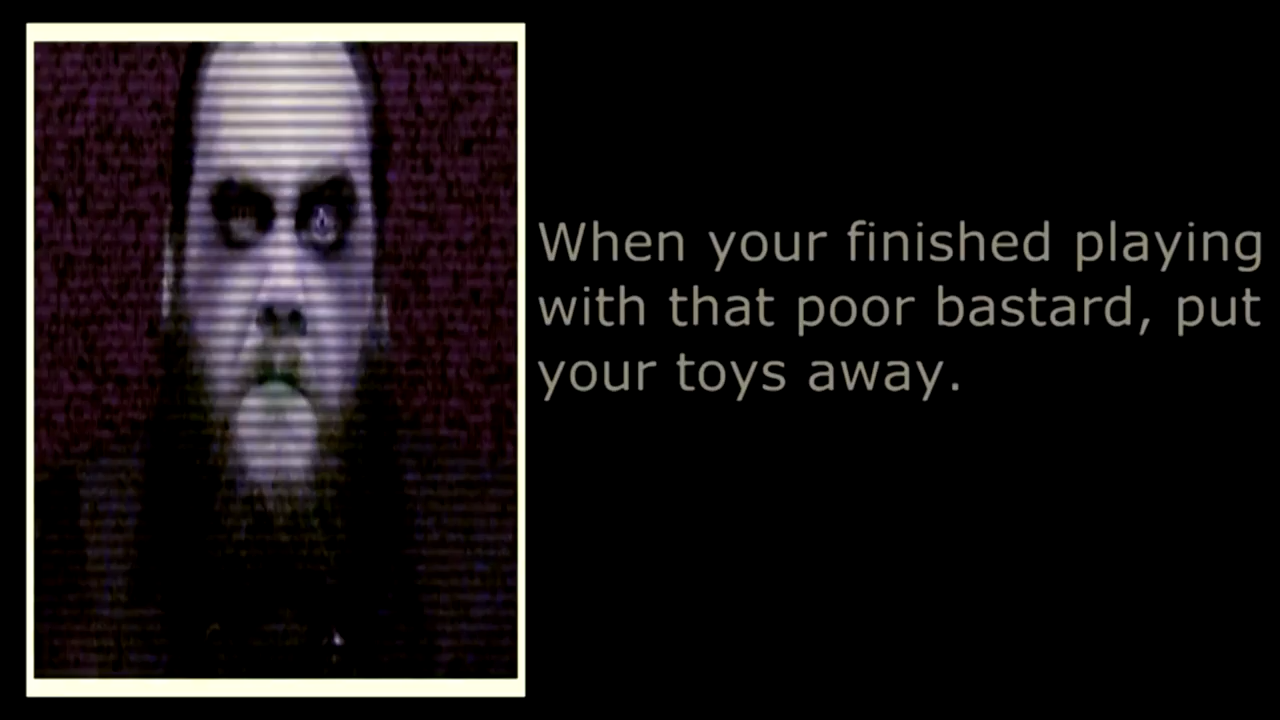 When your finished playing
with that poor bastard, put
your toys away.